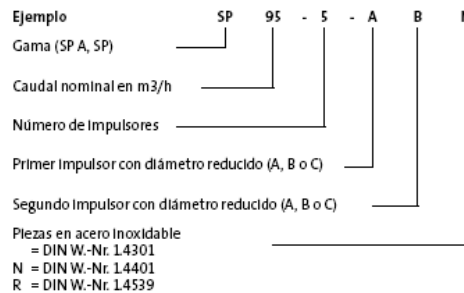 Ejemplo SP 95 - 5 - A B
Gama (SP A, SP)
Caudal nominal en m3/h
Número de impulsores
Primer impulsor con diámetro reducido (A, B o C)
Segundo impulsor con diámetro reducido (A, B o C)
Piezas en acero inoxidable
= DIN W.-Nr. 1.4301
N = DIN W.-Nr. 1.4401
R = DIN W.-Nr. 1.4539